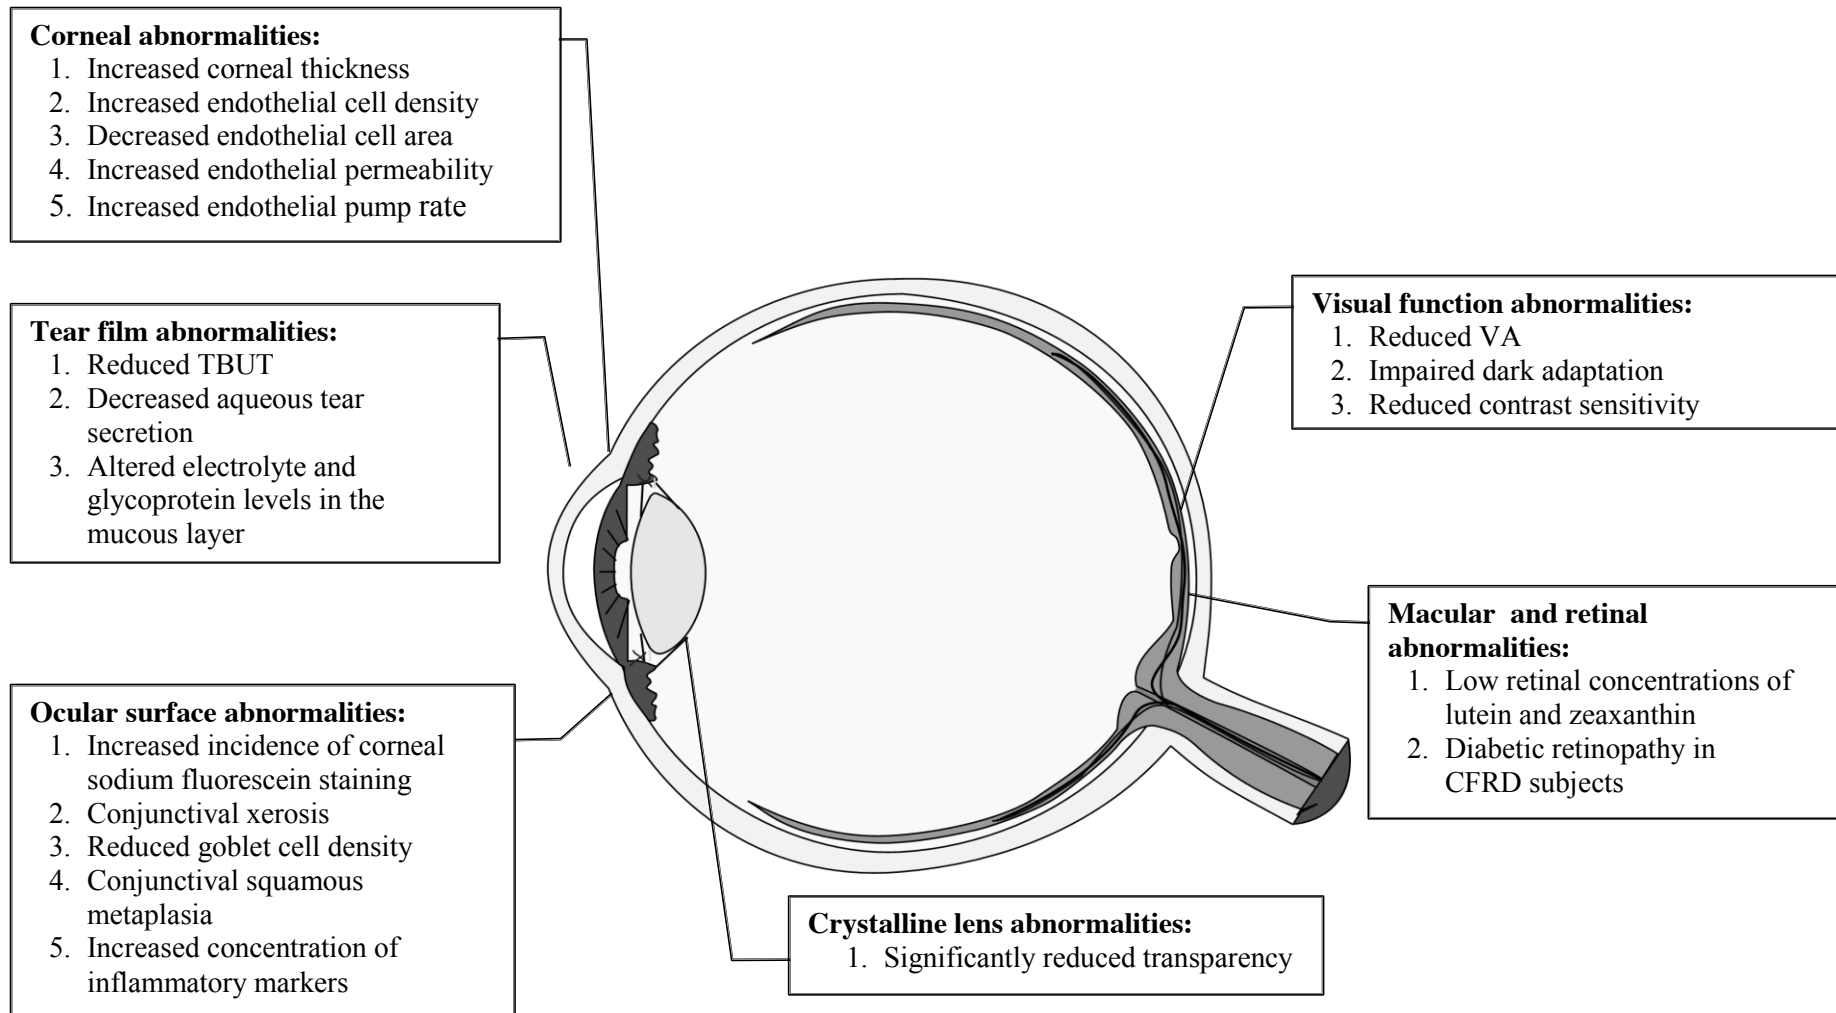 Corneal abnormalities:
1. Increased corneal thickness
2. Increased endothelial cell density
3. Decreased endothelial cell area
4. Increased endothelial permeability
5. Increased endothelial pump rate
Tear film abnormalities:
1. Reduced TBUT
2. Decreased aqueous tear
secretion
3. Altered electrolyte and
glycoprotein levels in the
mucous layer
Ocular surface abnormalities:
1. Increased incidence of corneal
sodium fluorescein staining
2. Conjunctival xerosis
3. Reduced goblet cell density
4. Conjunctival squamous
metaplasia
5. Increased concentration of
inflammatory markers
Visual function abnormalities:
1. Reduced VA
2. Impaired dark adaptation
3. Reduced contrast sensitivity
Macular and retinal
abnormalities:
1. Low retinal concentrations of
lutein and zeaxanthin
2. Diabetic retinopathy in
CFRD subjects
Crystalline lens abnormalities:
1. Significantly reduced transparency